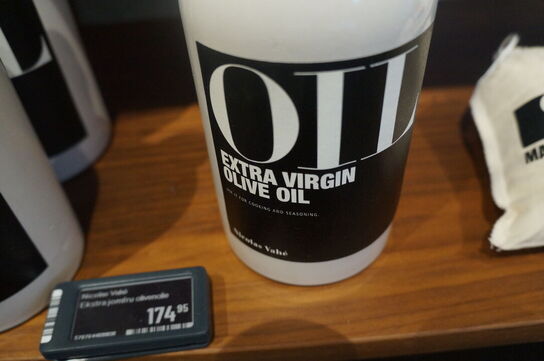 OIL
EXTRA VIRGIN
OLIVE OIL
USE IT FOR COOKING AND SEASONING.
Nicolas Vahé
Nicolas Vahé
Ekstra jomfru olivenolie
174 95
MA